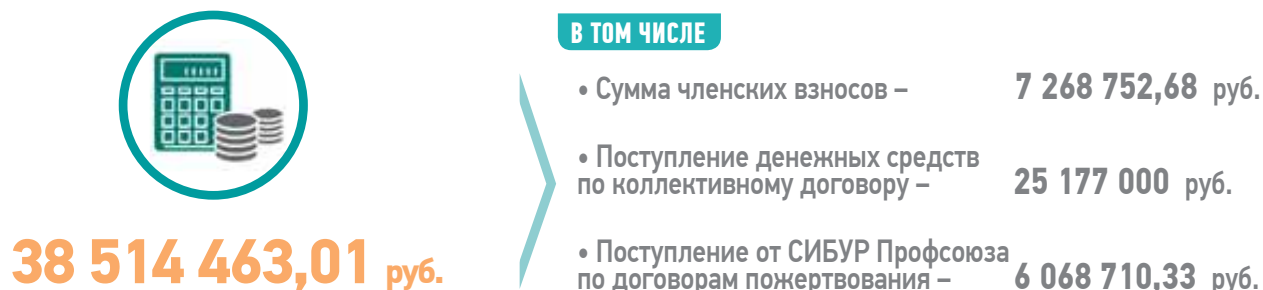 В ТОМ ЧИСЛЕ
• Сумма членских взносов – 7 268 752,68 руб.
• Поступление денежных средств
по коллективному договору – 25 177 000 руб.
38 514 463,01 руб.
• Поступление от СИБУР Профсоюза
по договорам пожертвования – 6 068 710,33 руб.